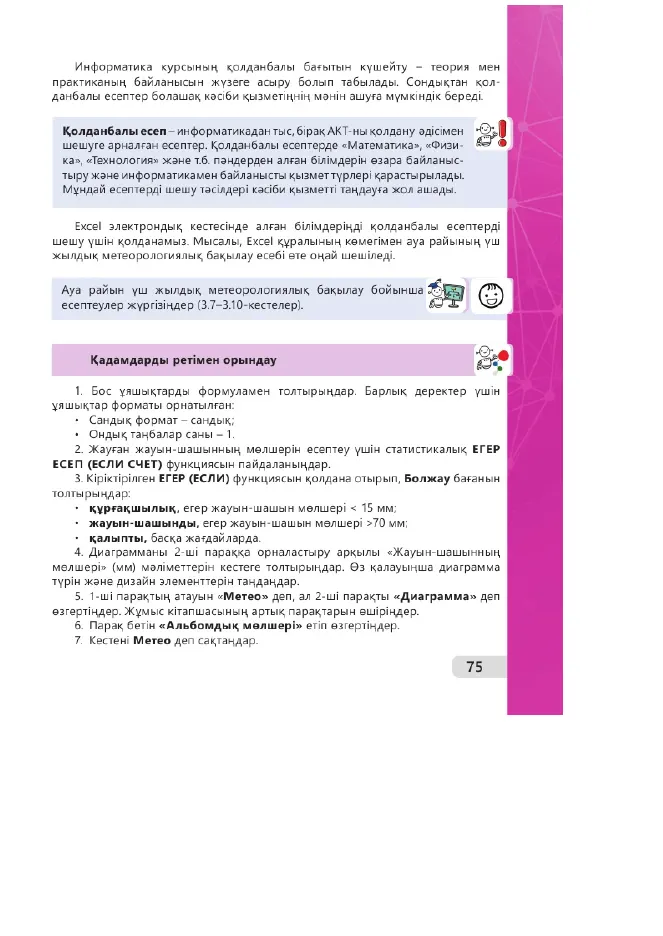 Информатика курсының қолданбалы бағытын күшейту – теория мен
практиканың байланысын жүзеге асыру болып табылады. Сондықтан қол-
данбалы есептер болашақ кәсіби қызметіңнің мәнін ашуға мүмкіндік береді.
Қолданбалы есеп – информатикадан тыс, бірақ АКТ-ны қолдану әдісімен
шешуге арналған есептер. Қолданбалы есептерде «Математика», «Физи-
ка», «Технология» және т.б. пәндерден алған білімдерін өзара байланыс-
тыру және информатикамен байланысты қызмет түрлері қарастырылады.
Мұндай есептерді шешу тәсілдері кәсіби қызметті таңдауға жол ашады.
Excel электрондық кестесінде алған білімдеріңді қолданбалы есептерді
шешу үшін қолданамыз. Мысалы, Excel құралының көмегімен ауа райының үш
жылдық метеорологиялық бақылау есебі өте оңай шешіледі.
Ауа райын үш жылдық метеорологиялық бақылау бойынша
есептеулер жүргізіңдер (3.7–3.10-кестелер).
Қадамдарды ретімен орындау
1. Бос ұяшықтарды формуламен толтырыңдар. Барлық деректер үшін
ұяшықтар форматы орнатылған:
• Сандық формат – сандық;
• Ондық таңбалар саны – 1.
2. Жауған жауын-шашынның мөлшерін есептеу үшін статистикалық ЕГЕР
ЕСЕП (ЕСЛИ СЧЕТ) функциясын пайдаланыңдар.
3. Кіріктірілген ЕГЕР (ЕСЛИ) функциясын қолдана отырып, Болжау бағанын
толтырыңдар:
• құрғақшылық, егер жауын-шашын мөлшері < 15 мм;
• жауын-шашынды, егер жауын-шашын мөлшері >70 мм;
• қалыпты, басқа жағдайларда.
4. Диаграмманы 2-ші параққа орналастыру арқылы «Жауын-шашынның
мөлшері» (мм) мәліметтерін кестеге толтырыңдар. Өз қалауыңша диаграмма
түрін және дизайн элементтерін таңдаңдар.
5. 1-ші парақтың атауын «Метео» деп, ал 2-ші парақты «Диаграмма» деп
өзгертіңдер. Жұмыс кітапшасының артық парақтарын өшіріңдер.
6. Парақ бетін «Альбомдық мөлшері» етіп өзгертіңдер.
7. Кестені Метео деп сақтаңдар.
75